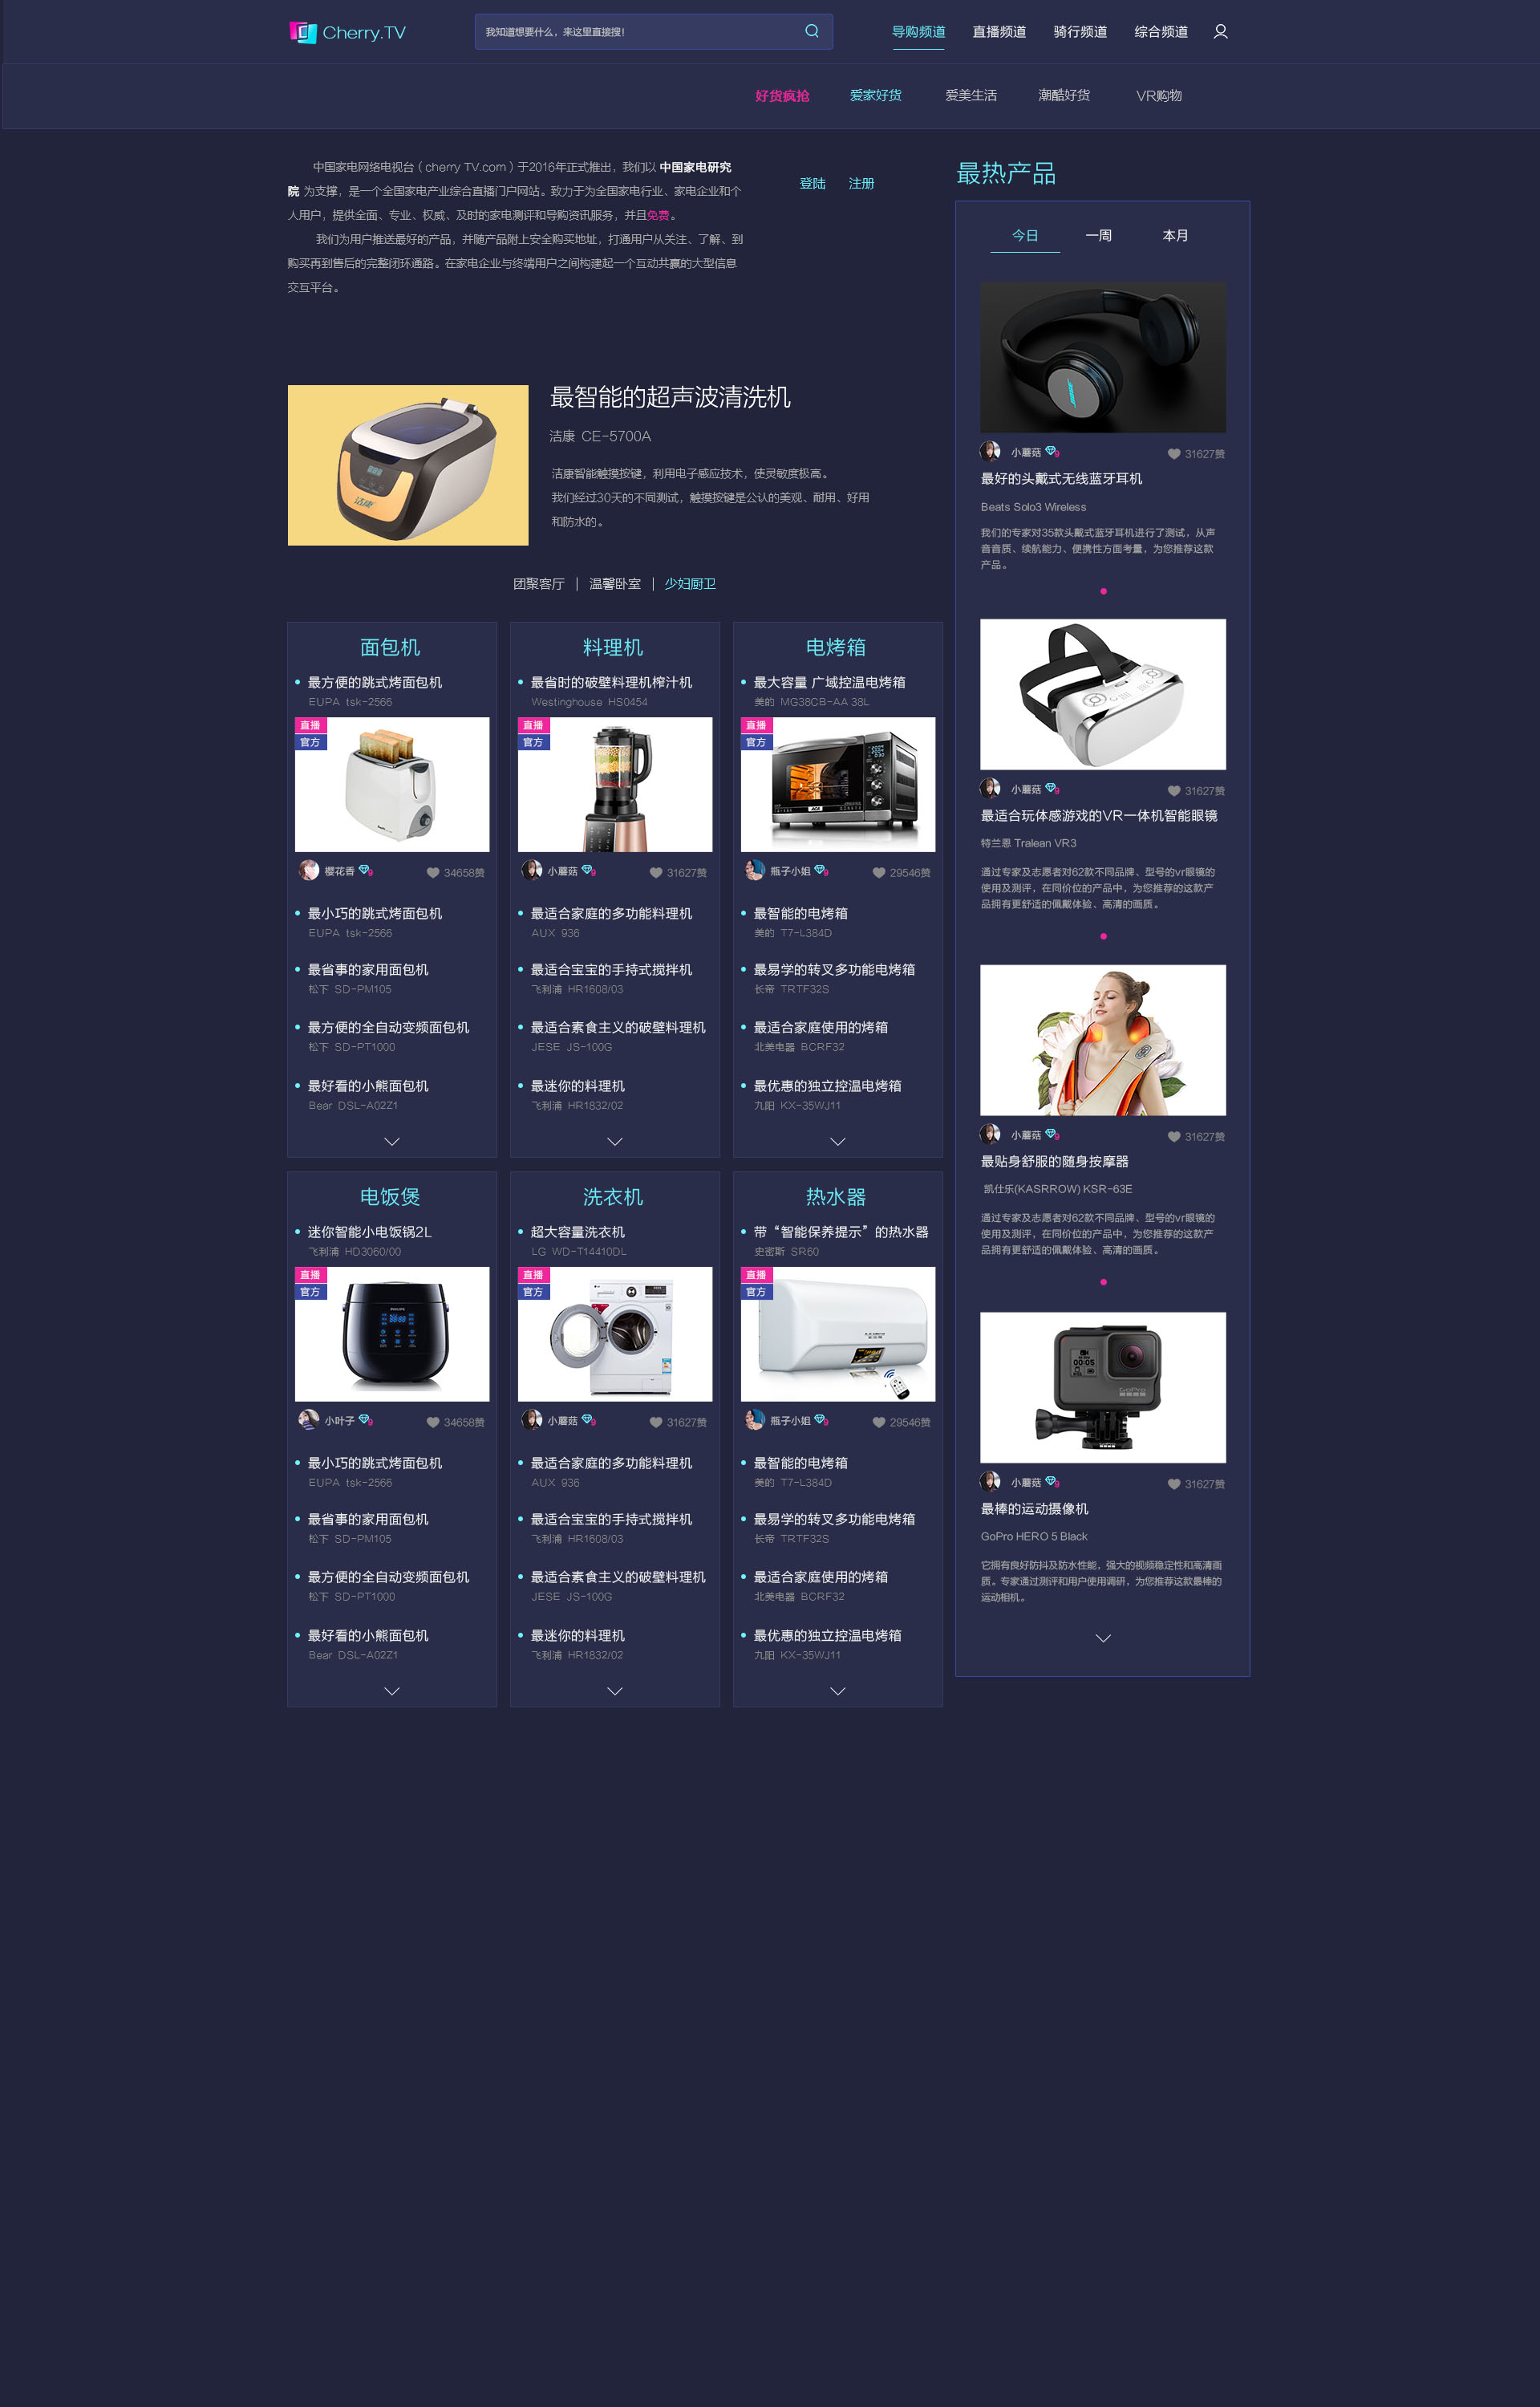 Cherry.TV
我知道想要什么，来这里直接搜！
导购频道 直播频道 骑行频道 综合频道
好货疯抢 爱家好货 爱美生活 潮酷好货 VR购物
中国家电网络电视台（cherry TV.com）于2016年正式推出，我们以 中国家电研究
院 为支撑，是一个全国家电产业综合直播门户网站。致力于为全国家电行业、家电企业和个
人用户，提供全面、专业、权威、及时的家电测评和导购资讯服务，并且免费。
我们为用户推送最好的产品，并随产品附上安全购买地址，打通用户从关注、了解、到
购买再到售后的完整闭环通路。在家电企业与终端用户之间构建起一个互动共赢的大型信息
交互平台。
登陆 注册
最智能的超声波清洗机
洁康 CE-5700A
洁康智能触摸按键，利用电子感应技术，使灵敏度极高。
我们经过30天的不同测试，触摸按键是公认的美观、耐用、好用
和防水的。
团聚客厅 | 温馨卧室 | 少妇厨卫
面包机
最方便的跳式烤面包机
EUPA tsk-2566
直播
官方
樱花香 9 34658赞
最小巧的跳式烤面包机
EUPA tsk-2566
最省事的家用面包机
松下 SD-PM105
最方便的全自动变频面包机
松下 SD-PT1000
最好看的小熊面包机
Bear DSL-A02Z1
料理机
最省时的破壁料理机榨汁机
Westinghouse HS0454
直播
官方
小蘑菇 9 31627赞
最适合家庭的多功能料理机
AUX 936
最适合宝宝的手持式搅拌机
飞利浦 HR1608/03
最适合素食主义的破壁料理机
JESE JS-100G
最迷你的料理机
飞利浦 HR1832/02
电烤箱
最大容量 广域控温电烤箱
美的 MG38CB-AA 38L
直播
官方
ACA
瓶子小姐 9 29546赞
最智能的电烤箱
美的 T7-L384D
最易学的转叉多功能电烤箱
长帝 TRTF32S
最适合家庭使用的烤箱
北美电器 BCRF32
最优惠的独立控温电烤箱
九阳 KX-35WJ11
电饭煲
迷你智能小电饭锅2L
飞利浦 HD3060/00
直播
官方
PHILIPS
小叶子 9 34658赞
最小巧的跳式烤面包机
EUPA tsk-2566
最省事的家用面包机
松下 SD-PM105
最方便的全自动变频面包机
松下 SD-PT1000
最好看的小熊面包机
Bear DSL-A02Z1
洗衣机
超大容量洗衣机
LG WD-T14410DL
直播
官方
小蘑菇 9 31627赞
最适合家庭的多功能料理机
AUX 936
最适合宝宝的手持式搅拌机
飞利浦 HR1608/03
最适合素食主义的破壁料理机
JESE JS-100G
最迷你的料理机
飞利浦 HR1832/02
热水器
带“智能保养提示”的热水器
史密斯 SR60
直播
官方
瓶子小姐 9 29546赞
最智能的电烤箱
美的 T7-L384D
最易学的转叉多功能电烤箱
长帝 TRTF32S
最适合家庭使用的烤箱
北美电器 BCRF32
最优惠的独立控温电烤箱
九阳 KX-35WJ11
最热产品
今日 一周 本月
小蘑菇 9 31627赞
最好的头戴式无线蓝牙耳机
Beats Solo3 Wireless
我们的专家对35款头戴式蓝牙耳机进行了测试，从声
音音质、续航能力、便携性方面考量，为您推荐这款
产品。
小蘑菇 9 31627赞
最适合玩体感游戏的VR一体机智能眼镜
特兰恩 Tralean VR3
通过专家及志愿者对62款不同品牌、型号的vr眼镜的
使用及测评，在同价位的产品中，为您推荐的这款产
品拥有更舒适的佩戴体验、高清的画质。
小蘑菇 9 31627赞
最贴身舒服的随身按摩器
凯仕乐(KASRROW) KSR-63E
通过专家及志愿者对62款不同品牌、型号的vr眼镜的
使用及测评，在同价位的产品中，为您推荐的这款产
品拥有更舒适的佩戴体验、高清的画质。
00:05
GoPro
小蘑菇 9 31627赞
最棒的运动摄像机
GoPro HERO 5 Black
它拥有良好防抖及防水性能，强大的视频稳定性和高清画
质。专家通过测评和用户使用调研，为您推荐这款最棒的
运动相机。